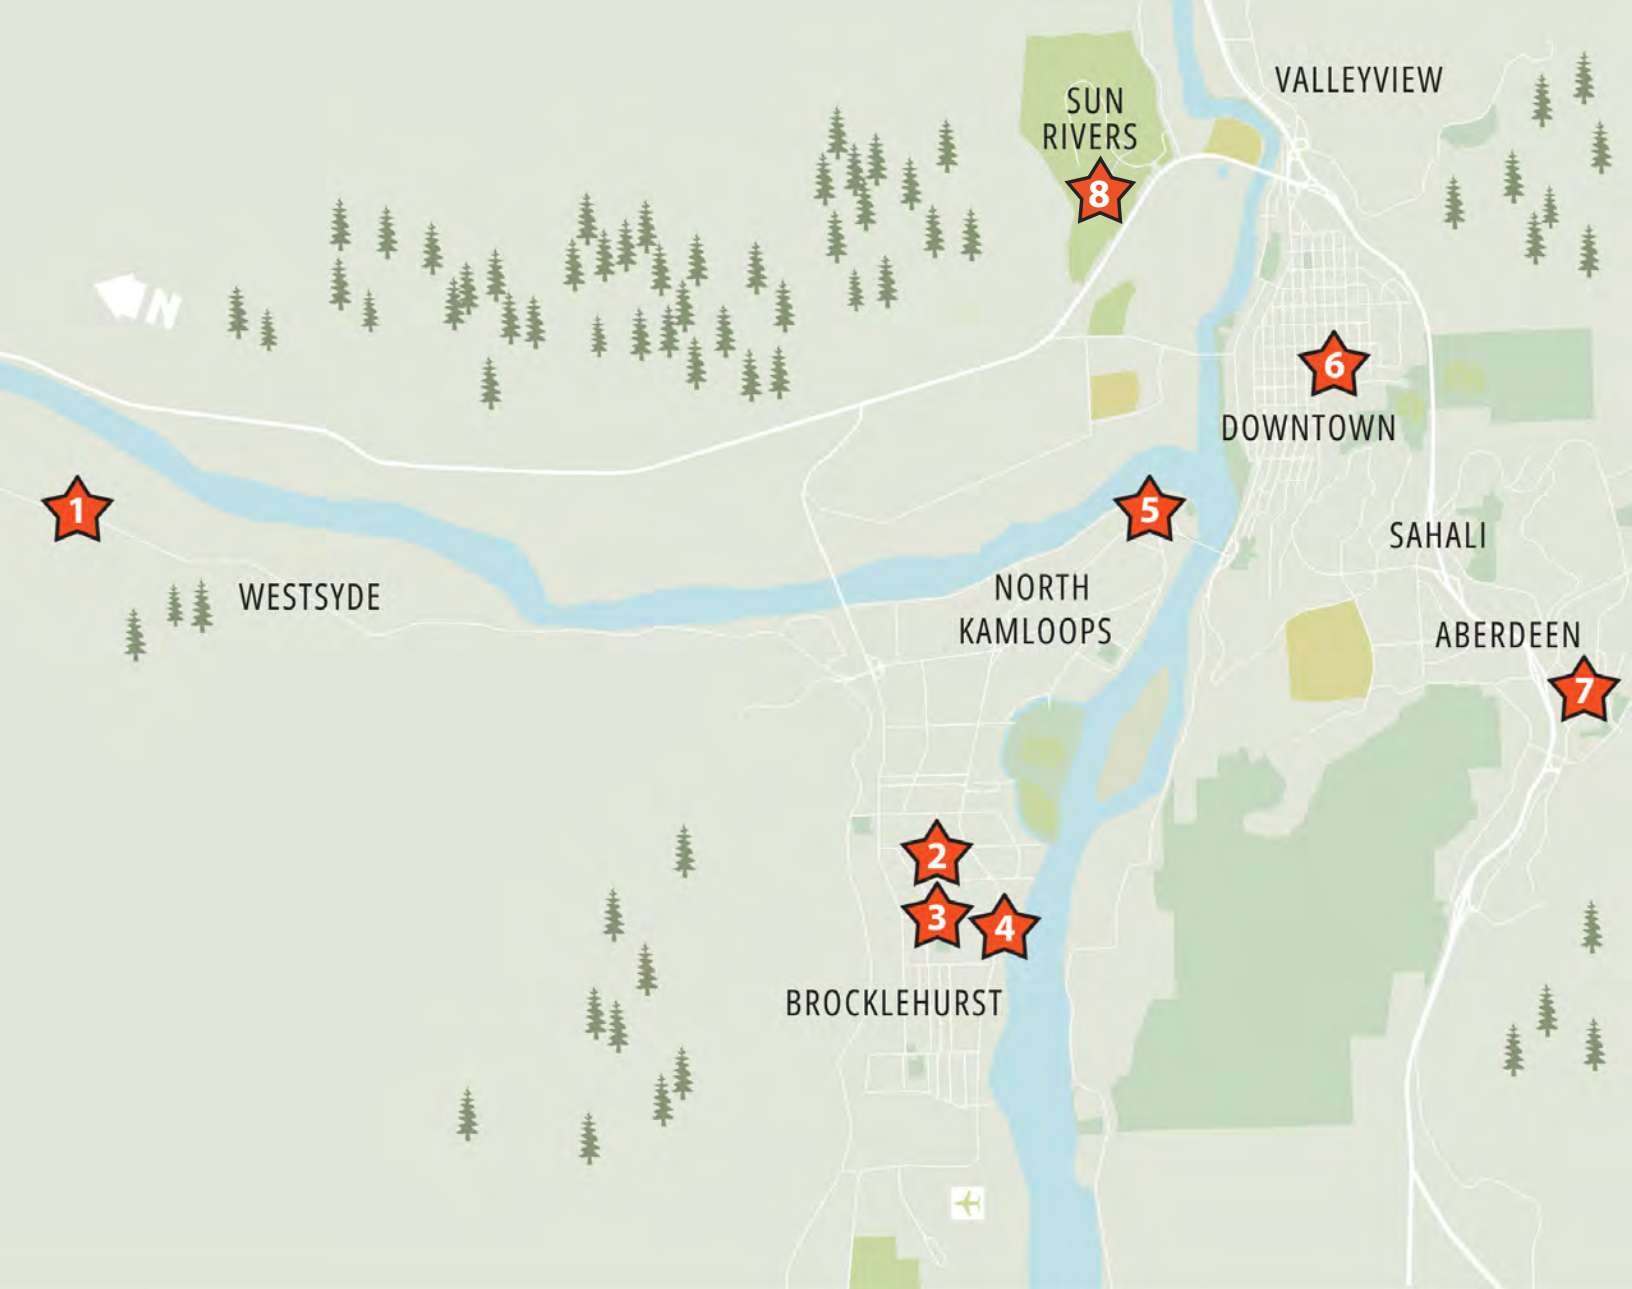 VALLEYVIEW
SUN
RIVERS
8
N
6
DOWNTOWN
1
5
SAHALI
WESTSYDE
NORTH
KAMLOOPS
ABERDEEN
7
2
3
4
BROCKLEHURST